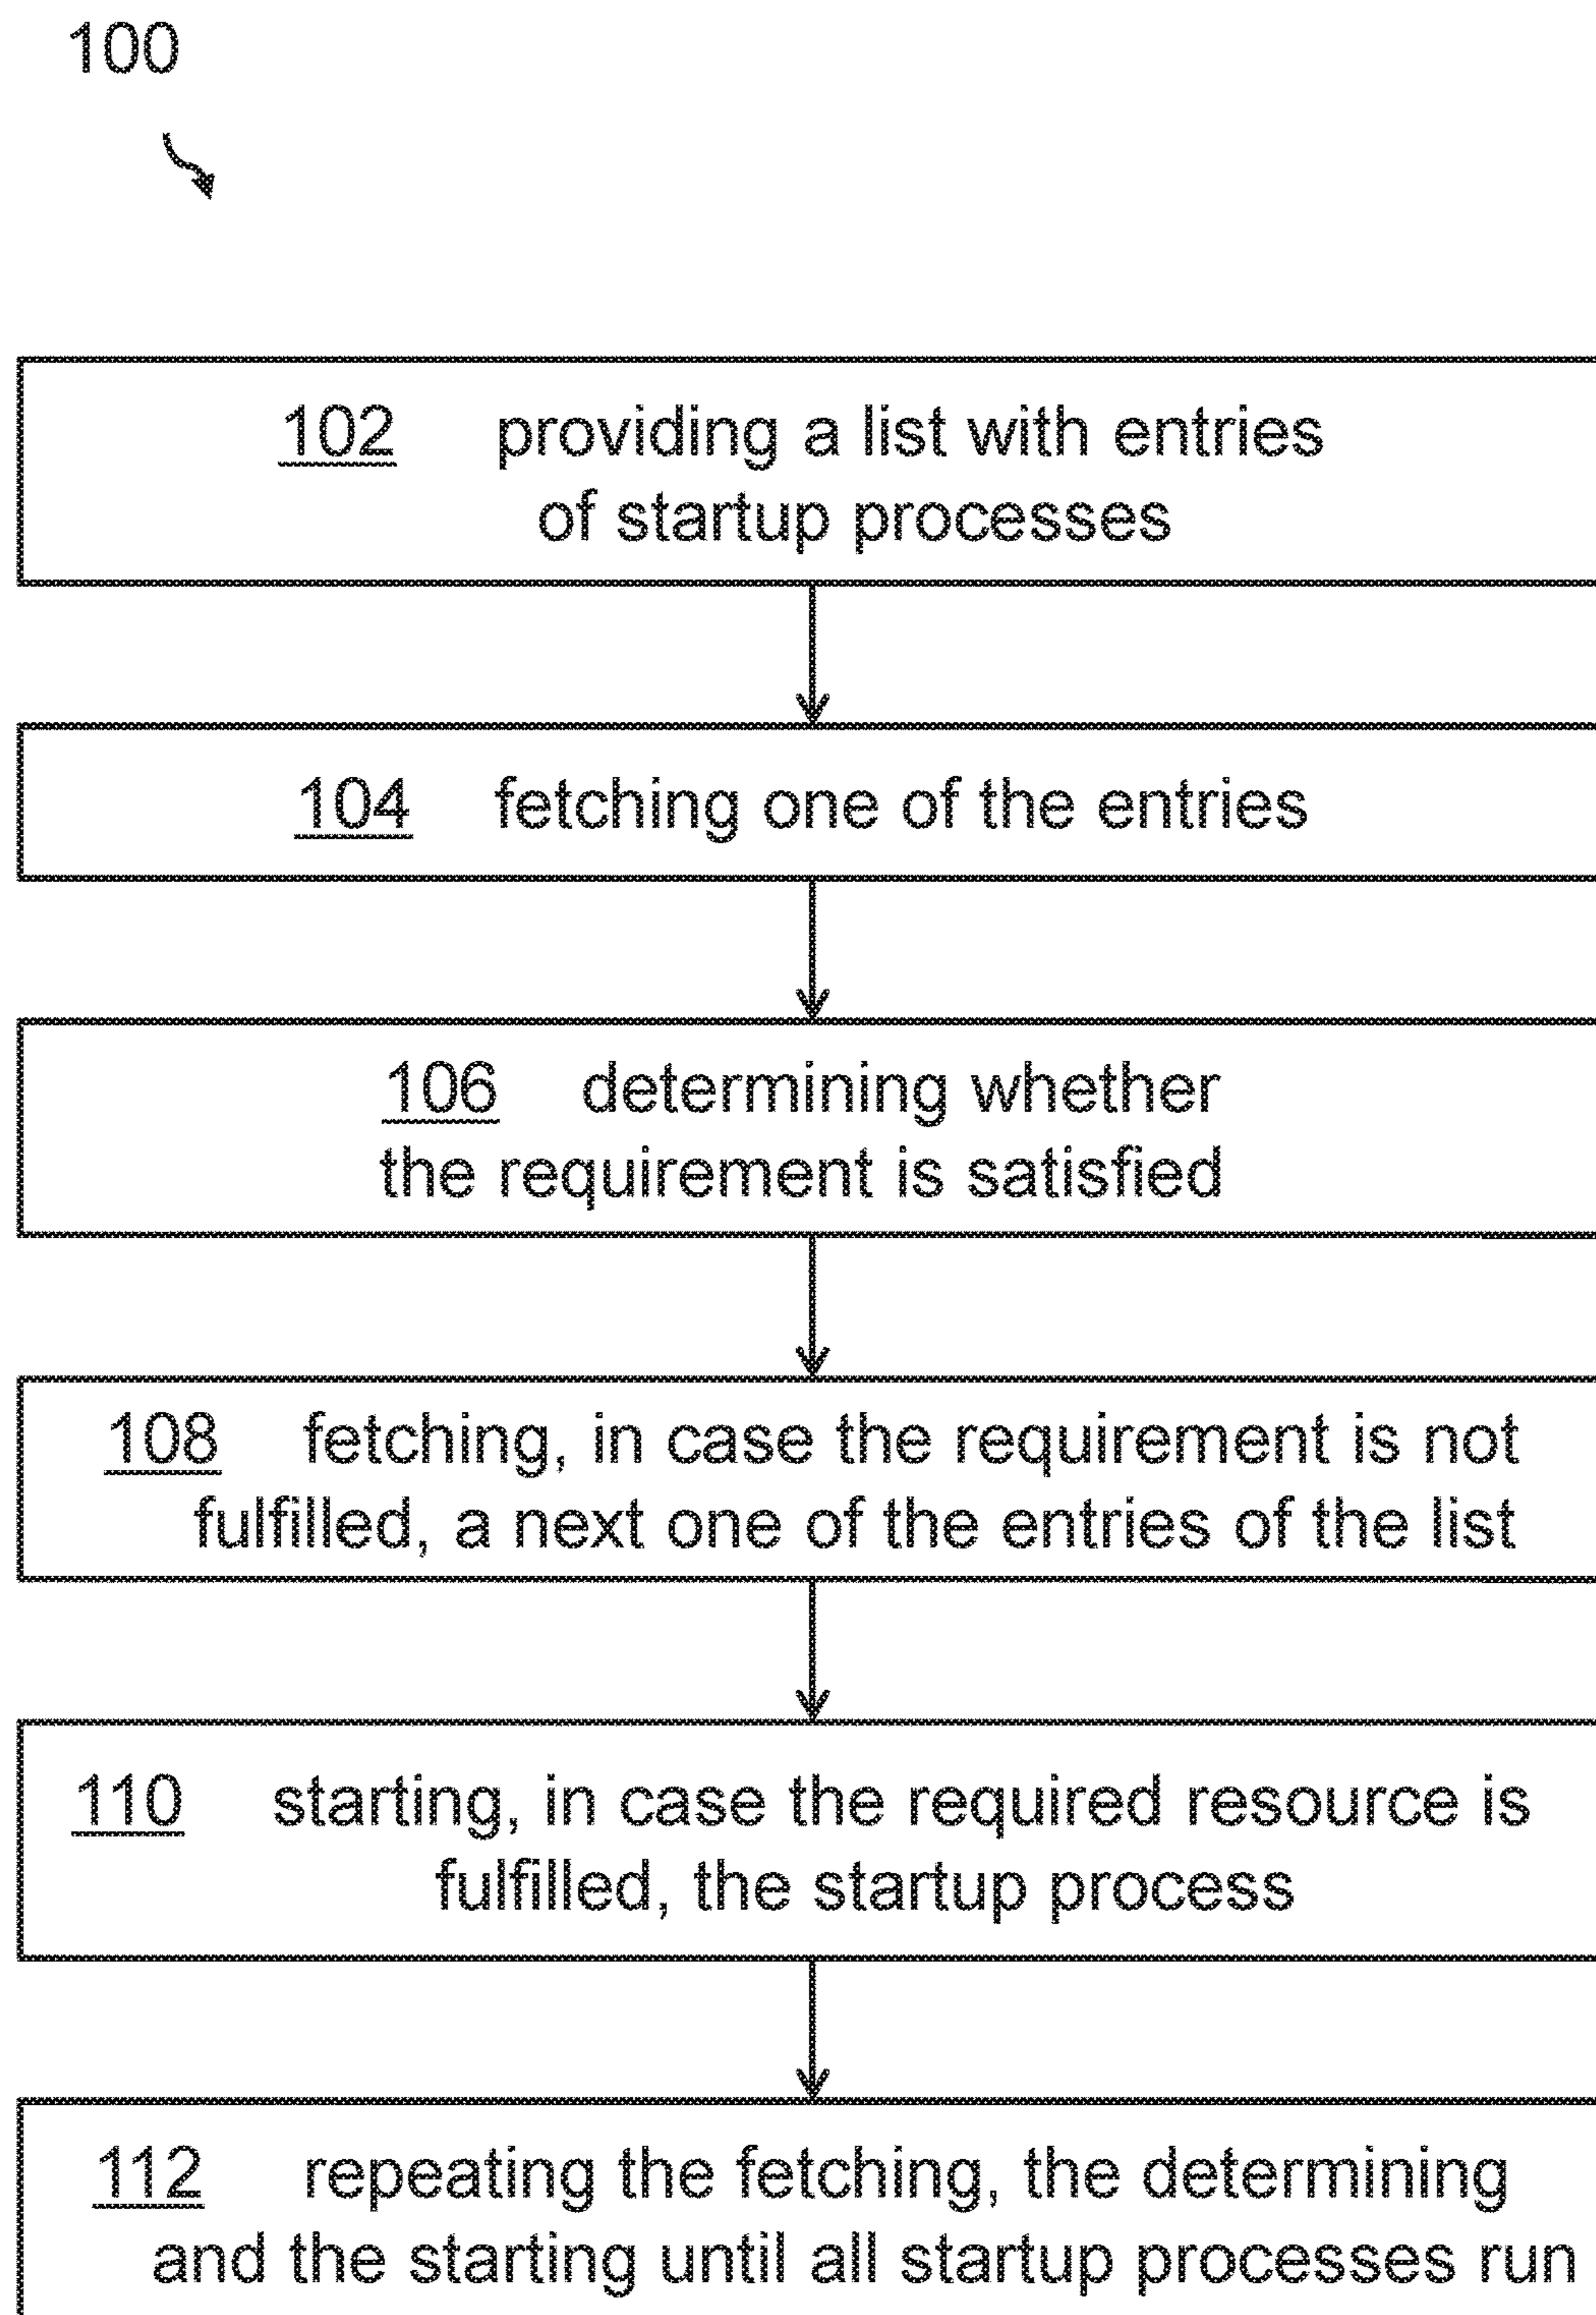 100
102 providing a list with entries
of startup processes
104 fetching one of the entries
106 determining whether
the requirement is satisfied
108 fetching, in case the requirement is not
fulfilled, a next one of the entries of the list
110 starting, in case the required resource is
fulfilled, the startup process
112 repeating the fetching, the determining
and the starting until all startup processes run